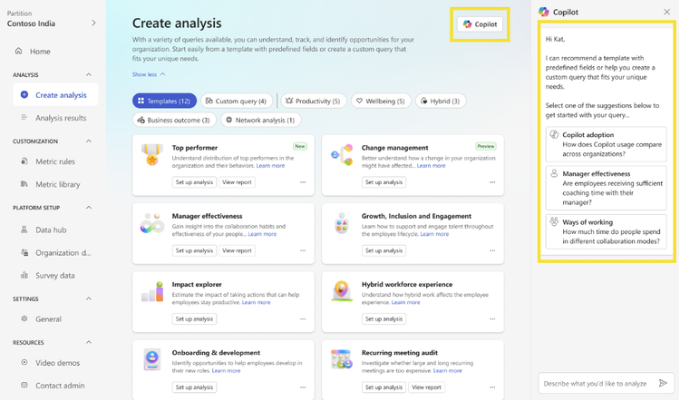 Partition
Contoso India
Home
ANALYSIS
Create analysis
Analysis results
CUSTOMIZATION
Metric rules
Metric library
PLATFORM SETUP
Data hub
Organization d...
Survey data
SETTINGS
General
RESOURCES
Video demos
Contact admin
Create analysis
Copilot
With a variety of queries available, you can understand, track, and identify opportunities for your
organization. Start easily from a template with predefined fields or create a custom query that
fits your unique needs.
Show less
Templates (12)
Custom query (4)
Productivity (5)
Wellbeing (5)
Hybrid (3)
Business outcome (3)
Network analysis (1)
Top performer
New
Understand distribution of top performers in the
organization and their behaviors. Learn more
Set up analysis
View report
...
Change management
Preview
Better understand how a change in your organization
might have affected... Learn more
Set up analysis
...
Manager effectiveness
Gain insight into the collaboration habits and
effectiveness of your people... Learn more
Set up analysis
View report
...
Growth, Inclusion and Engagement
Learn how to support and engage talent throughout
the employee lifecycle. Learn more
Set up analysis
...
Impact explorer
Estimate the impact of taking actions that can help
employees stay productive. Learn more
Set up analysis
...
Hybrid workforce experience
Understand how hybrid work affects the employee
experience. Learn more
Set up analysis
...
Onboarding & development
Identify opportunities to help employees develop in
their new roles. Learn more
Set up analysis
...
Recurring meeting audit
Investigate whether large and long recurring
meetings are too expensive. Learn more
Set up analysis
View report
...
Copilot
Hi Kat,
I can recommend a template with
predefined fields or help you create a
custom query that fits your unique
needs.
Select one of the suggestions below to
get started with your query...
Copilot adoption
How does Copilot usage compare
across organizations?
Manager effectiveness
Are employees receiving sufficient
coaching time with their
manager?
Ways of working
How much time do people spend
in different collaboration modes?
Describe what you'd like to analyze